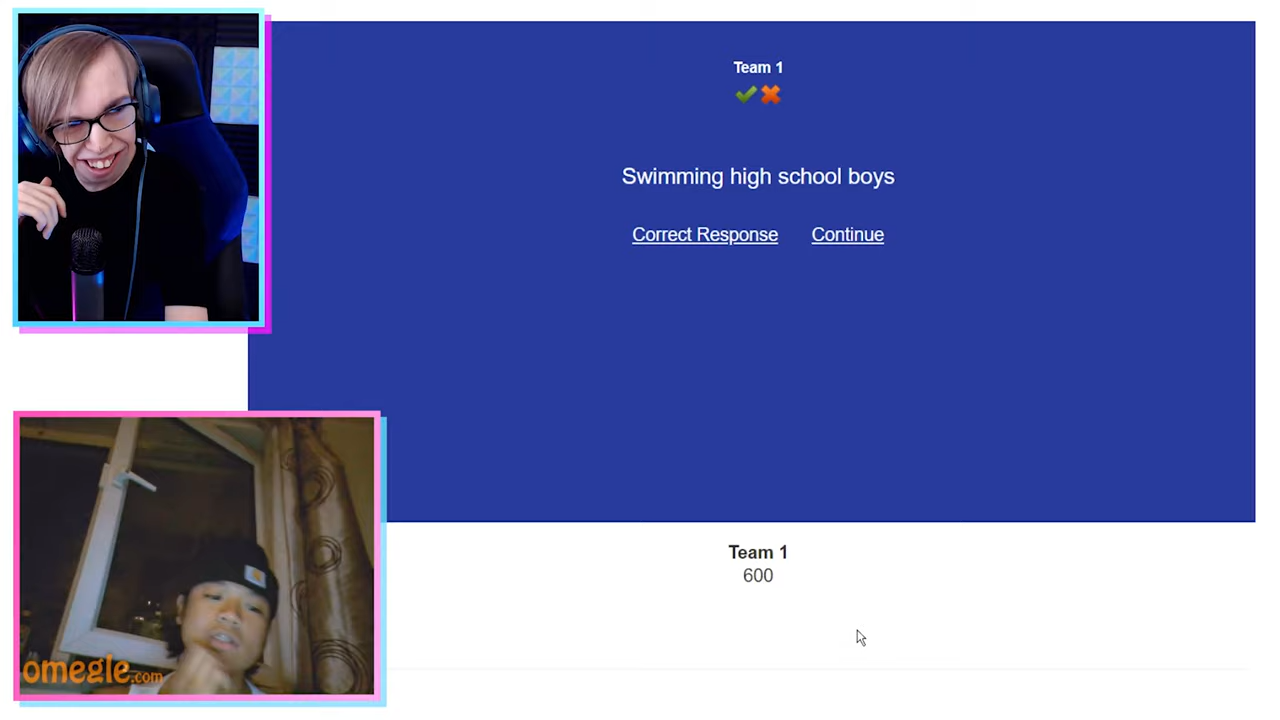 Team 1
Swimming high school boys
Correct Response Continue
omegle.com
Team 1
600